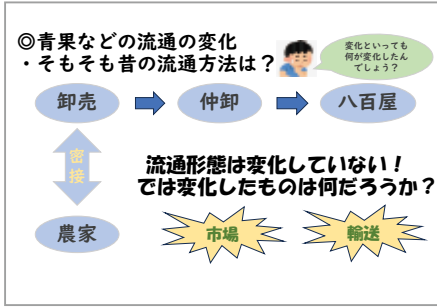 ◎青果などの流通の変化
・そもそも昔の流通方法は？
変化といっても
何が変化したん
でしょう？
卸売
仲卸
八百屋
密接
流通形態は変化していない！
では変化したものは何だろうか？
農家
市場
輸送